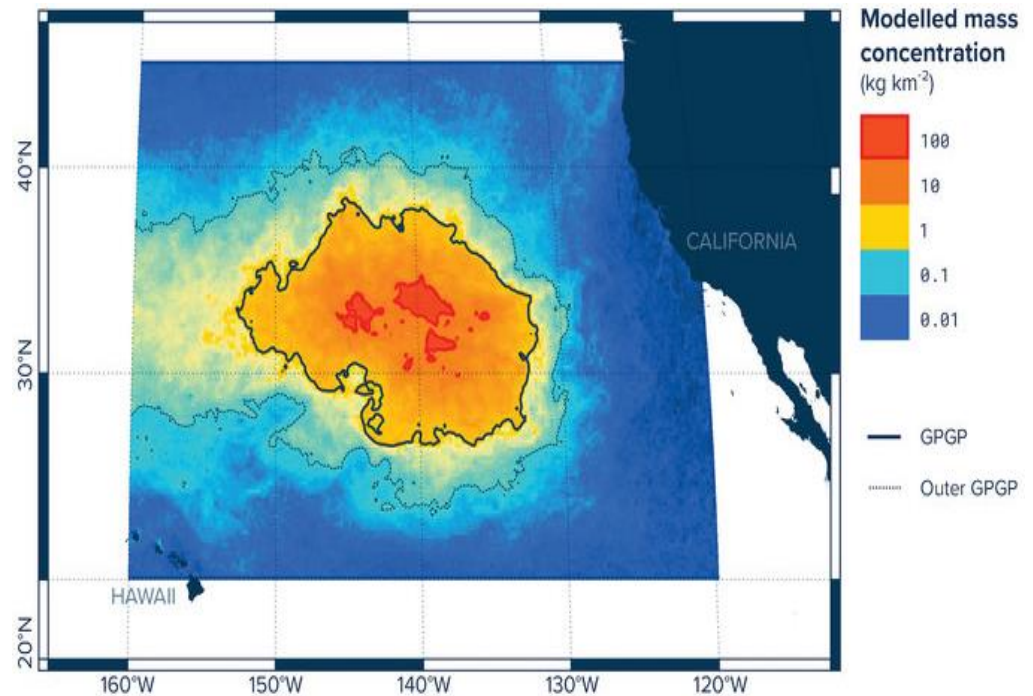 Modelled mass
concentration
(kg km⁻²)
100
10
1
0.1
0.01
GPGP
Outer GPGP
40°N
30°N
20°N
CALIFORNIA
HAWAII
160°W
150°W
140°W
130°W
120°W